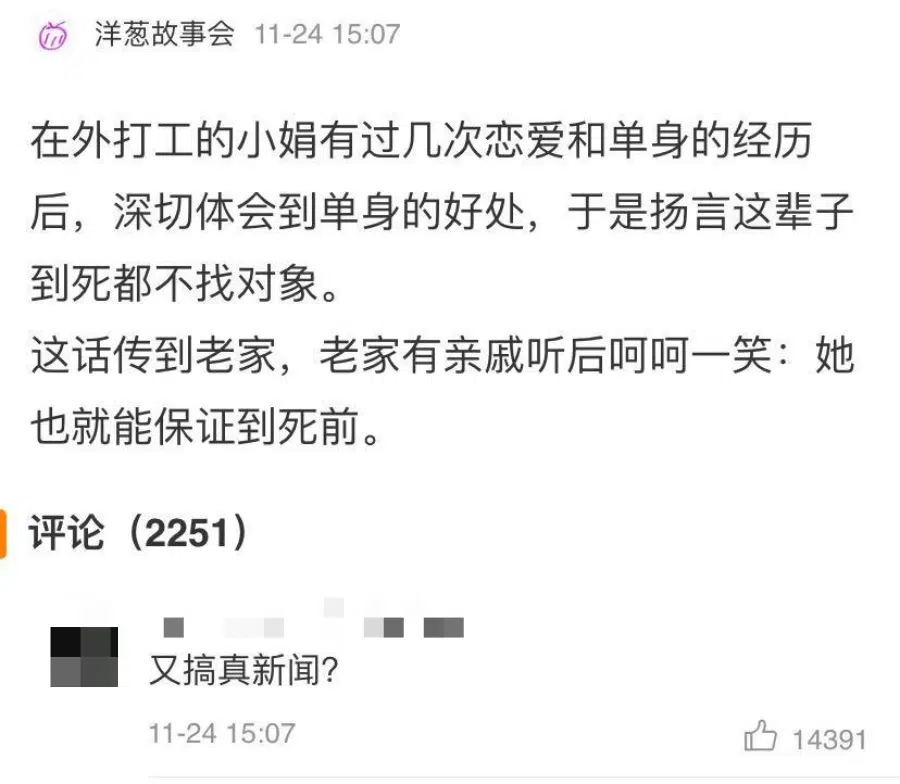 洋葱故事会 11-24 15:07
在外打工的小娟有过几次恋爱和单身的经历
后，深切体会到单身的好处，于是扬言这辈子
到死都不找对象。
这话传到老家，老家有亲戚听后呵呵一笑：她
也就能保证到死前。
评论（2251）
又搞真新闻？
11-24 15:07 14391